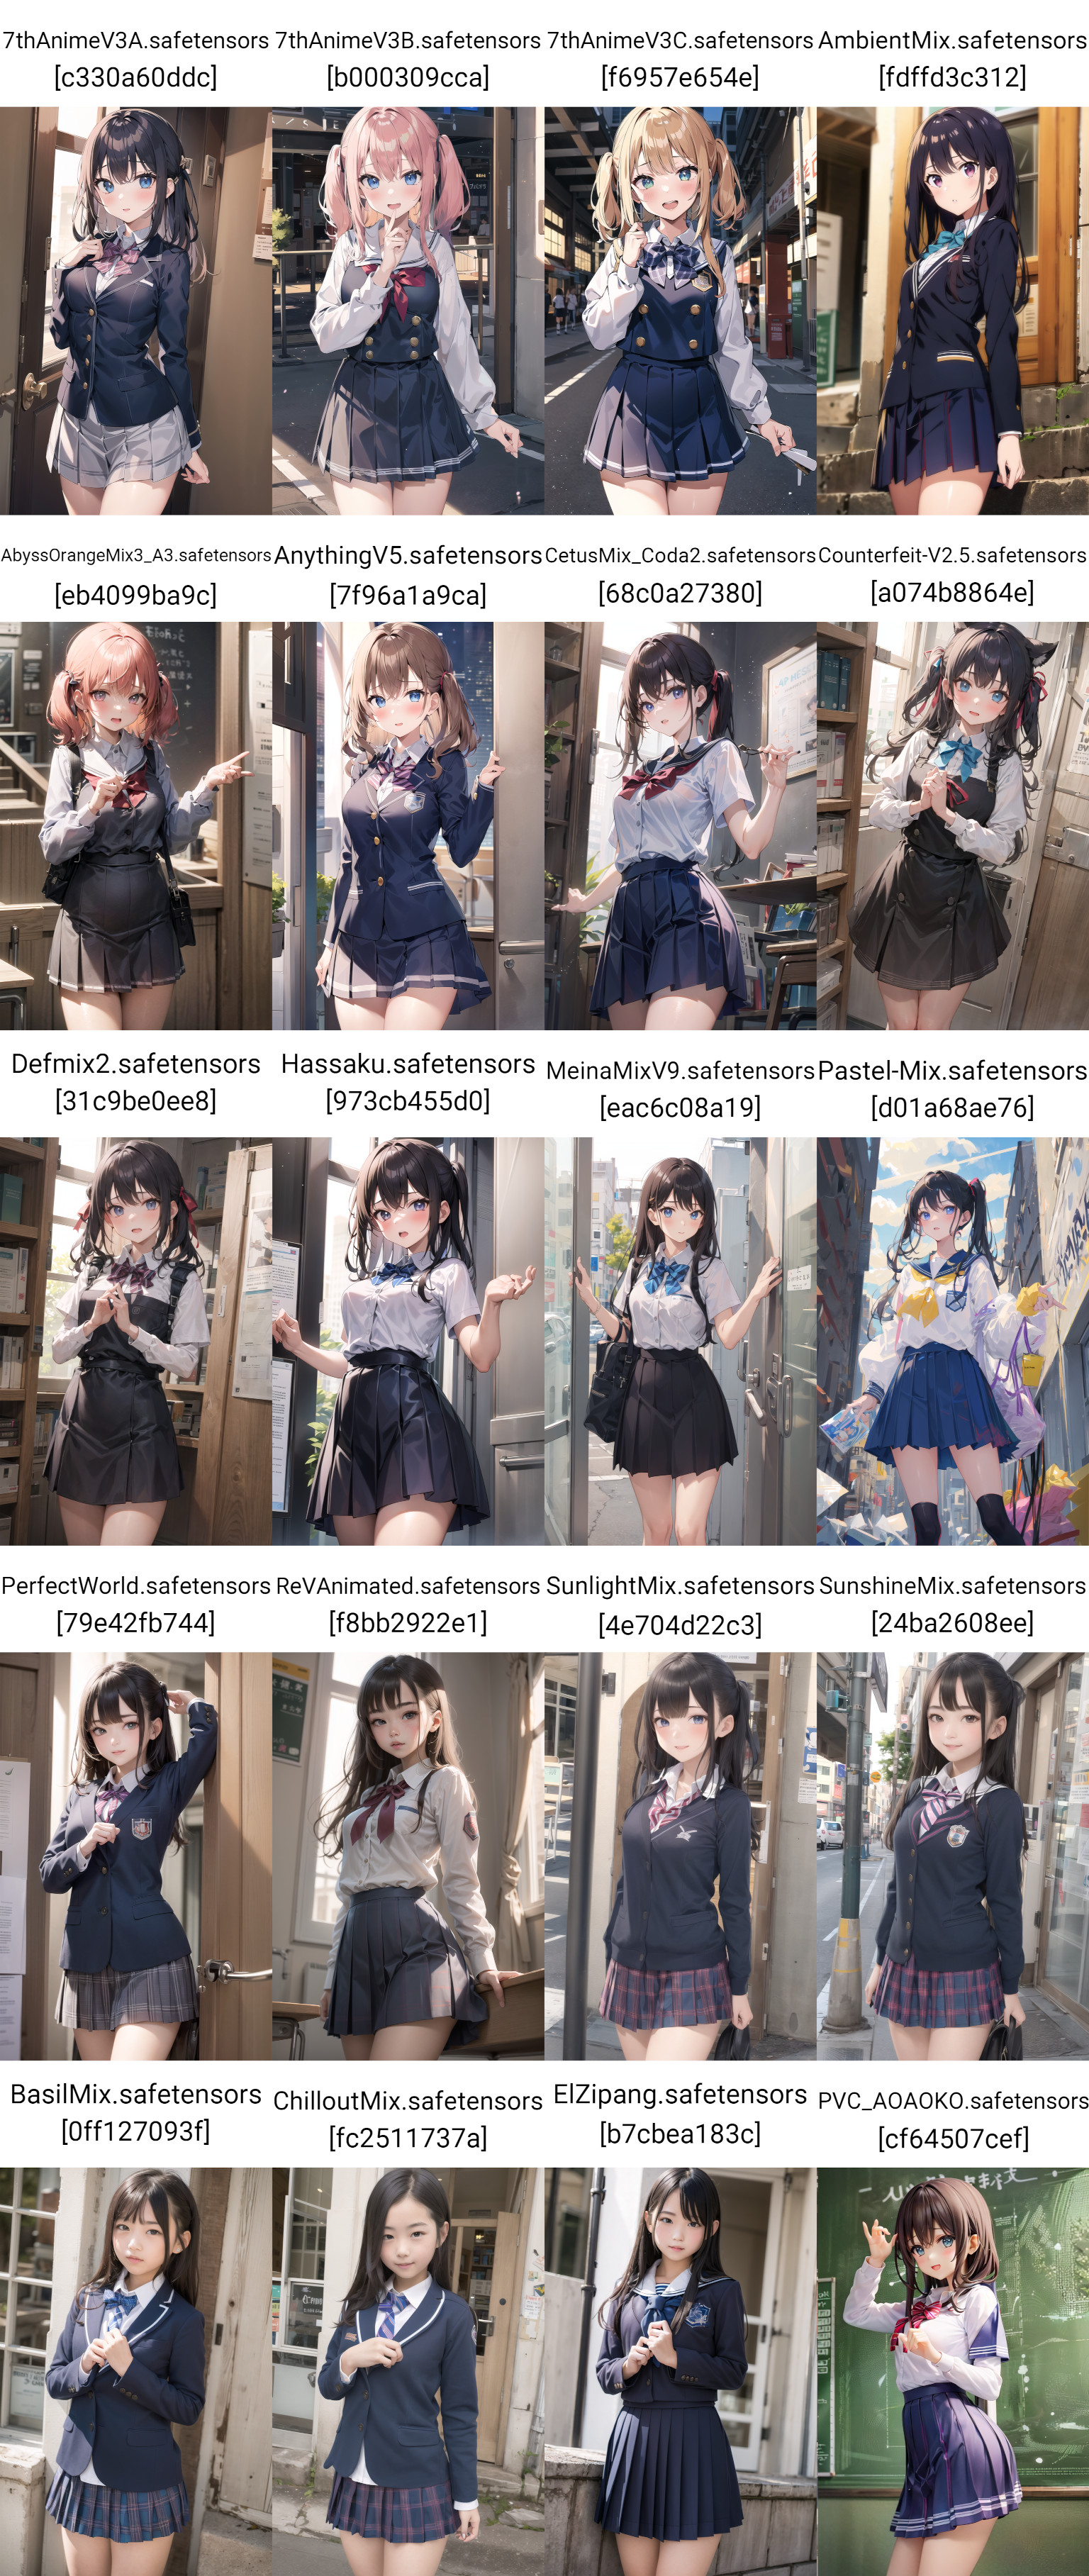 7thAnimeV3A.safetensors 7thAnimeV3B.safetensors 7thAnimeV3C.safetensors AmbientMix.safetensors
[c330a60ddc] [b000309cca] [f6957e654e] [fdffd3c312]
AbyssOrangeMix3_A3.safetensors AnythingV5.safetensors CetusMix_Coda2.safetensors Counterfeit-V2.5.safetensors
[eb4099ba9c] [7f96a1a9ca] [68c0a27380] [a074b8864e]
Defmix2.safetensors Hassaku.safetensors MeinaMixV9.safetensors Pastel-Mix.safetensors
[31c9be0ee8] [973cb455d0] [eac6c08a19] [d01a68ae76]
PerfectWorld.safetensors ReVAnimated.safetensors SunlightMix.safetensors SunshineMix.safetensors
[79e42fb744] [f8bb2922e1] [4e704d22c3] [24ba2608ee]
BasilMix.safetensors ChilloutMix.safetensors ElZipang.safetensors PVC_AOAOKO.safetensors
[0ff127093f] [fc2511737a] [b7cbea183c] [cf64507cef]